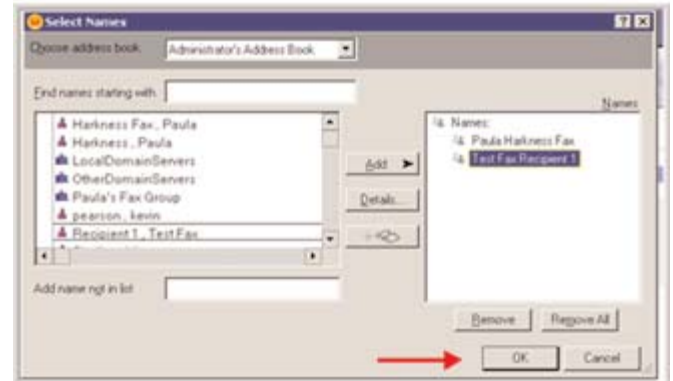 Select Names
Choose address book: Administrator's Address Book
Find names starting with
Names
Harkness Fax, Paula
Harkness, Paula
LocalDomainServers
OtherDomainServers
Paula's Fax Group
pearson, kevin
Recipient 1, Test Fax
Add
Details...
Names:
Paula Harkness Fax
Test Fax Recipient 1
Add name not in list
Remove
Remove All
OK
Cancel